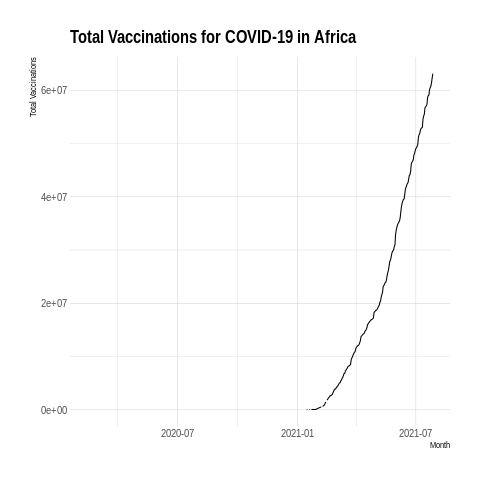 Total Vaccinations for COVID-19 in Africa
Total Vaccinations
6e+07
4e+07
2e+07
0e+00
2020-07 2021-01 2021-07
Month